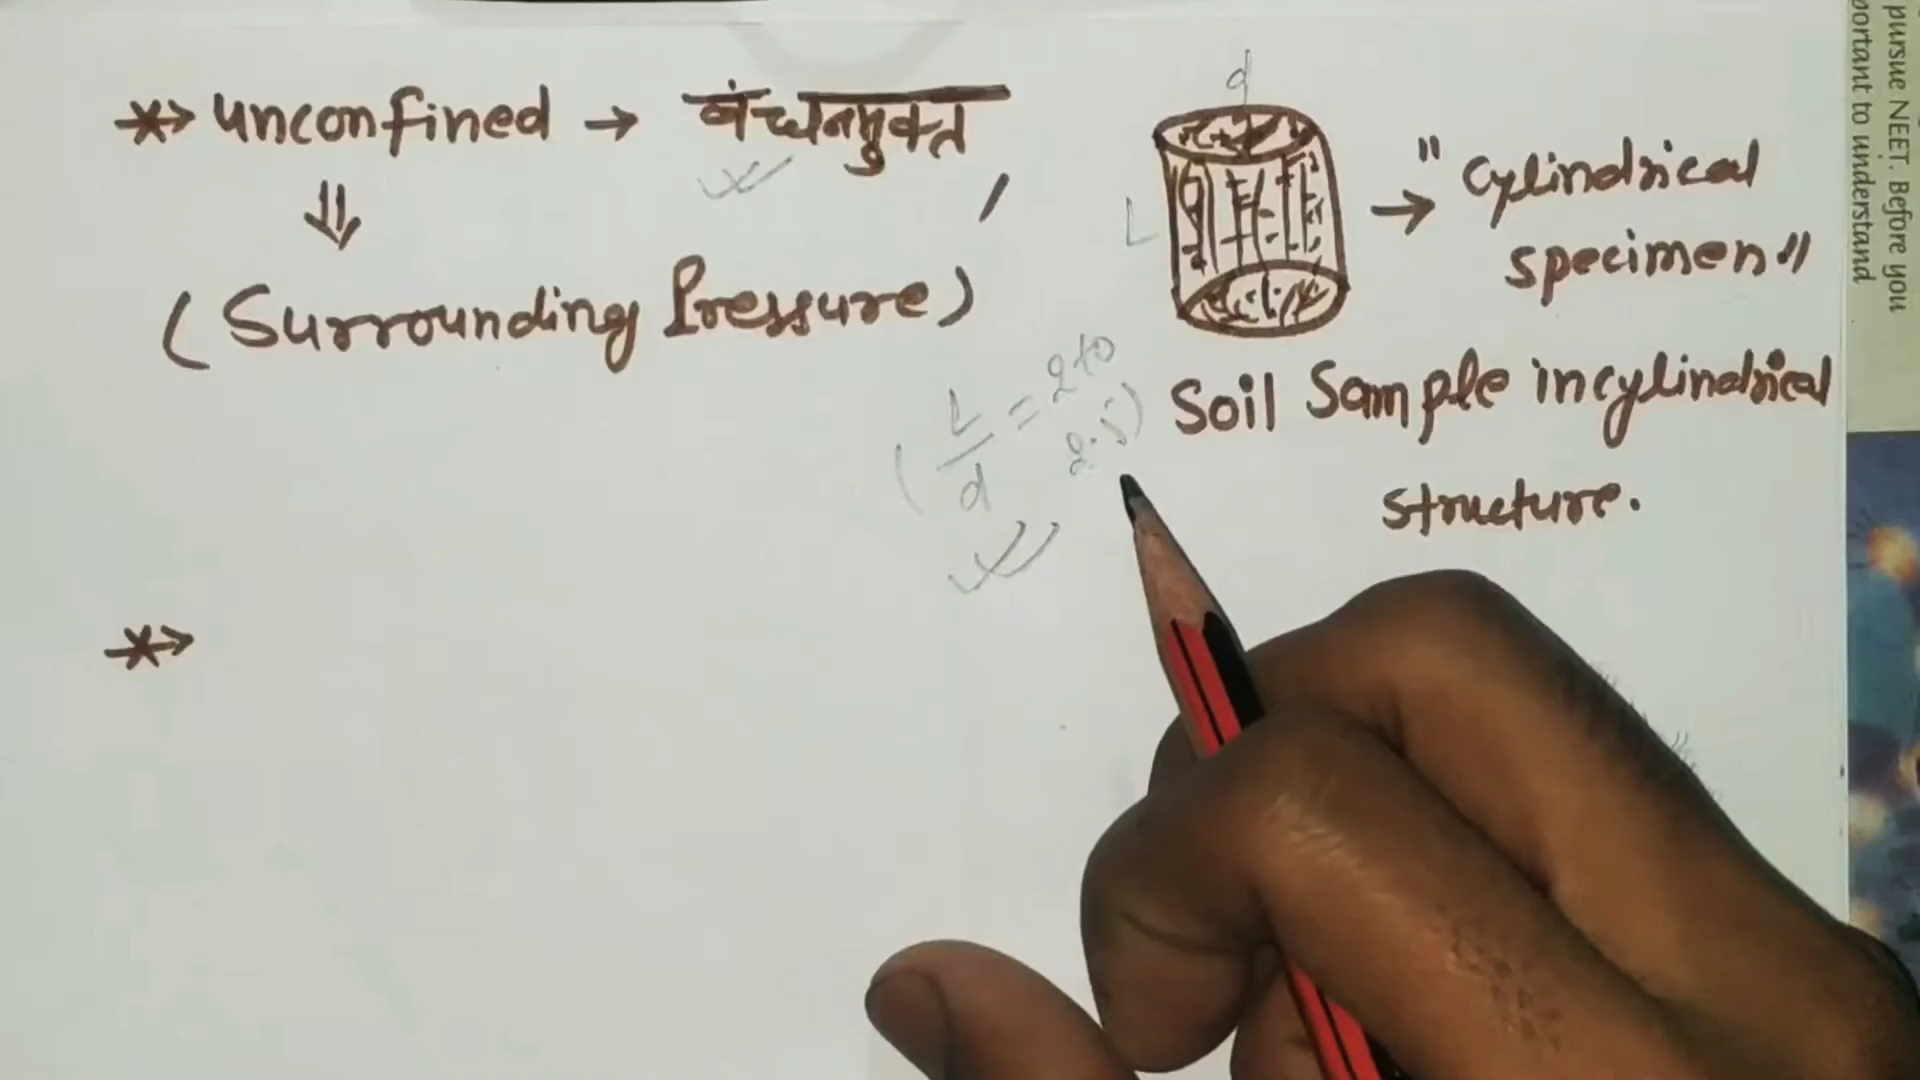 unconfined → बंधनमुक्त
(Surrounding Pressure)
d
L
→ "Cylindrical
specimen"
(L/d = 2 to
2.5)
Soil Sample in cylindrical
structure.
pursue NEET. Before you
portant to understand